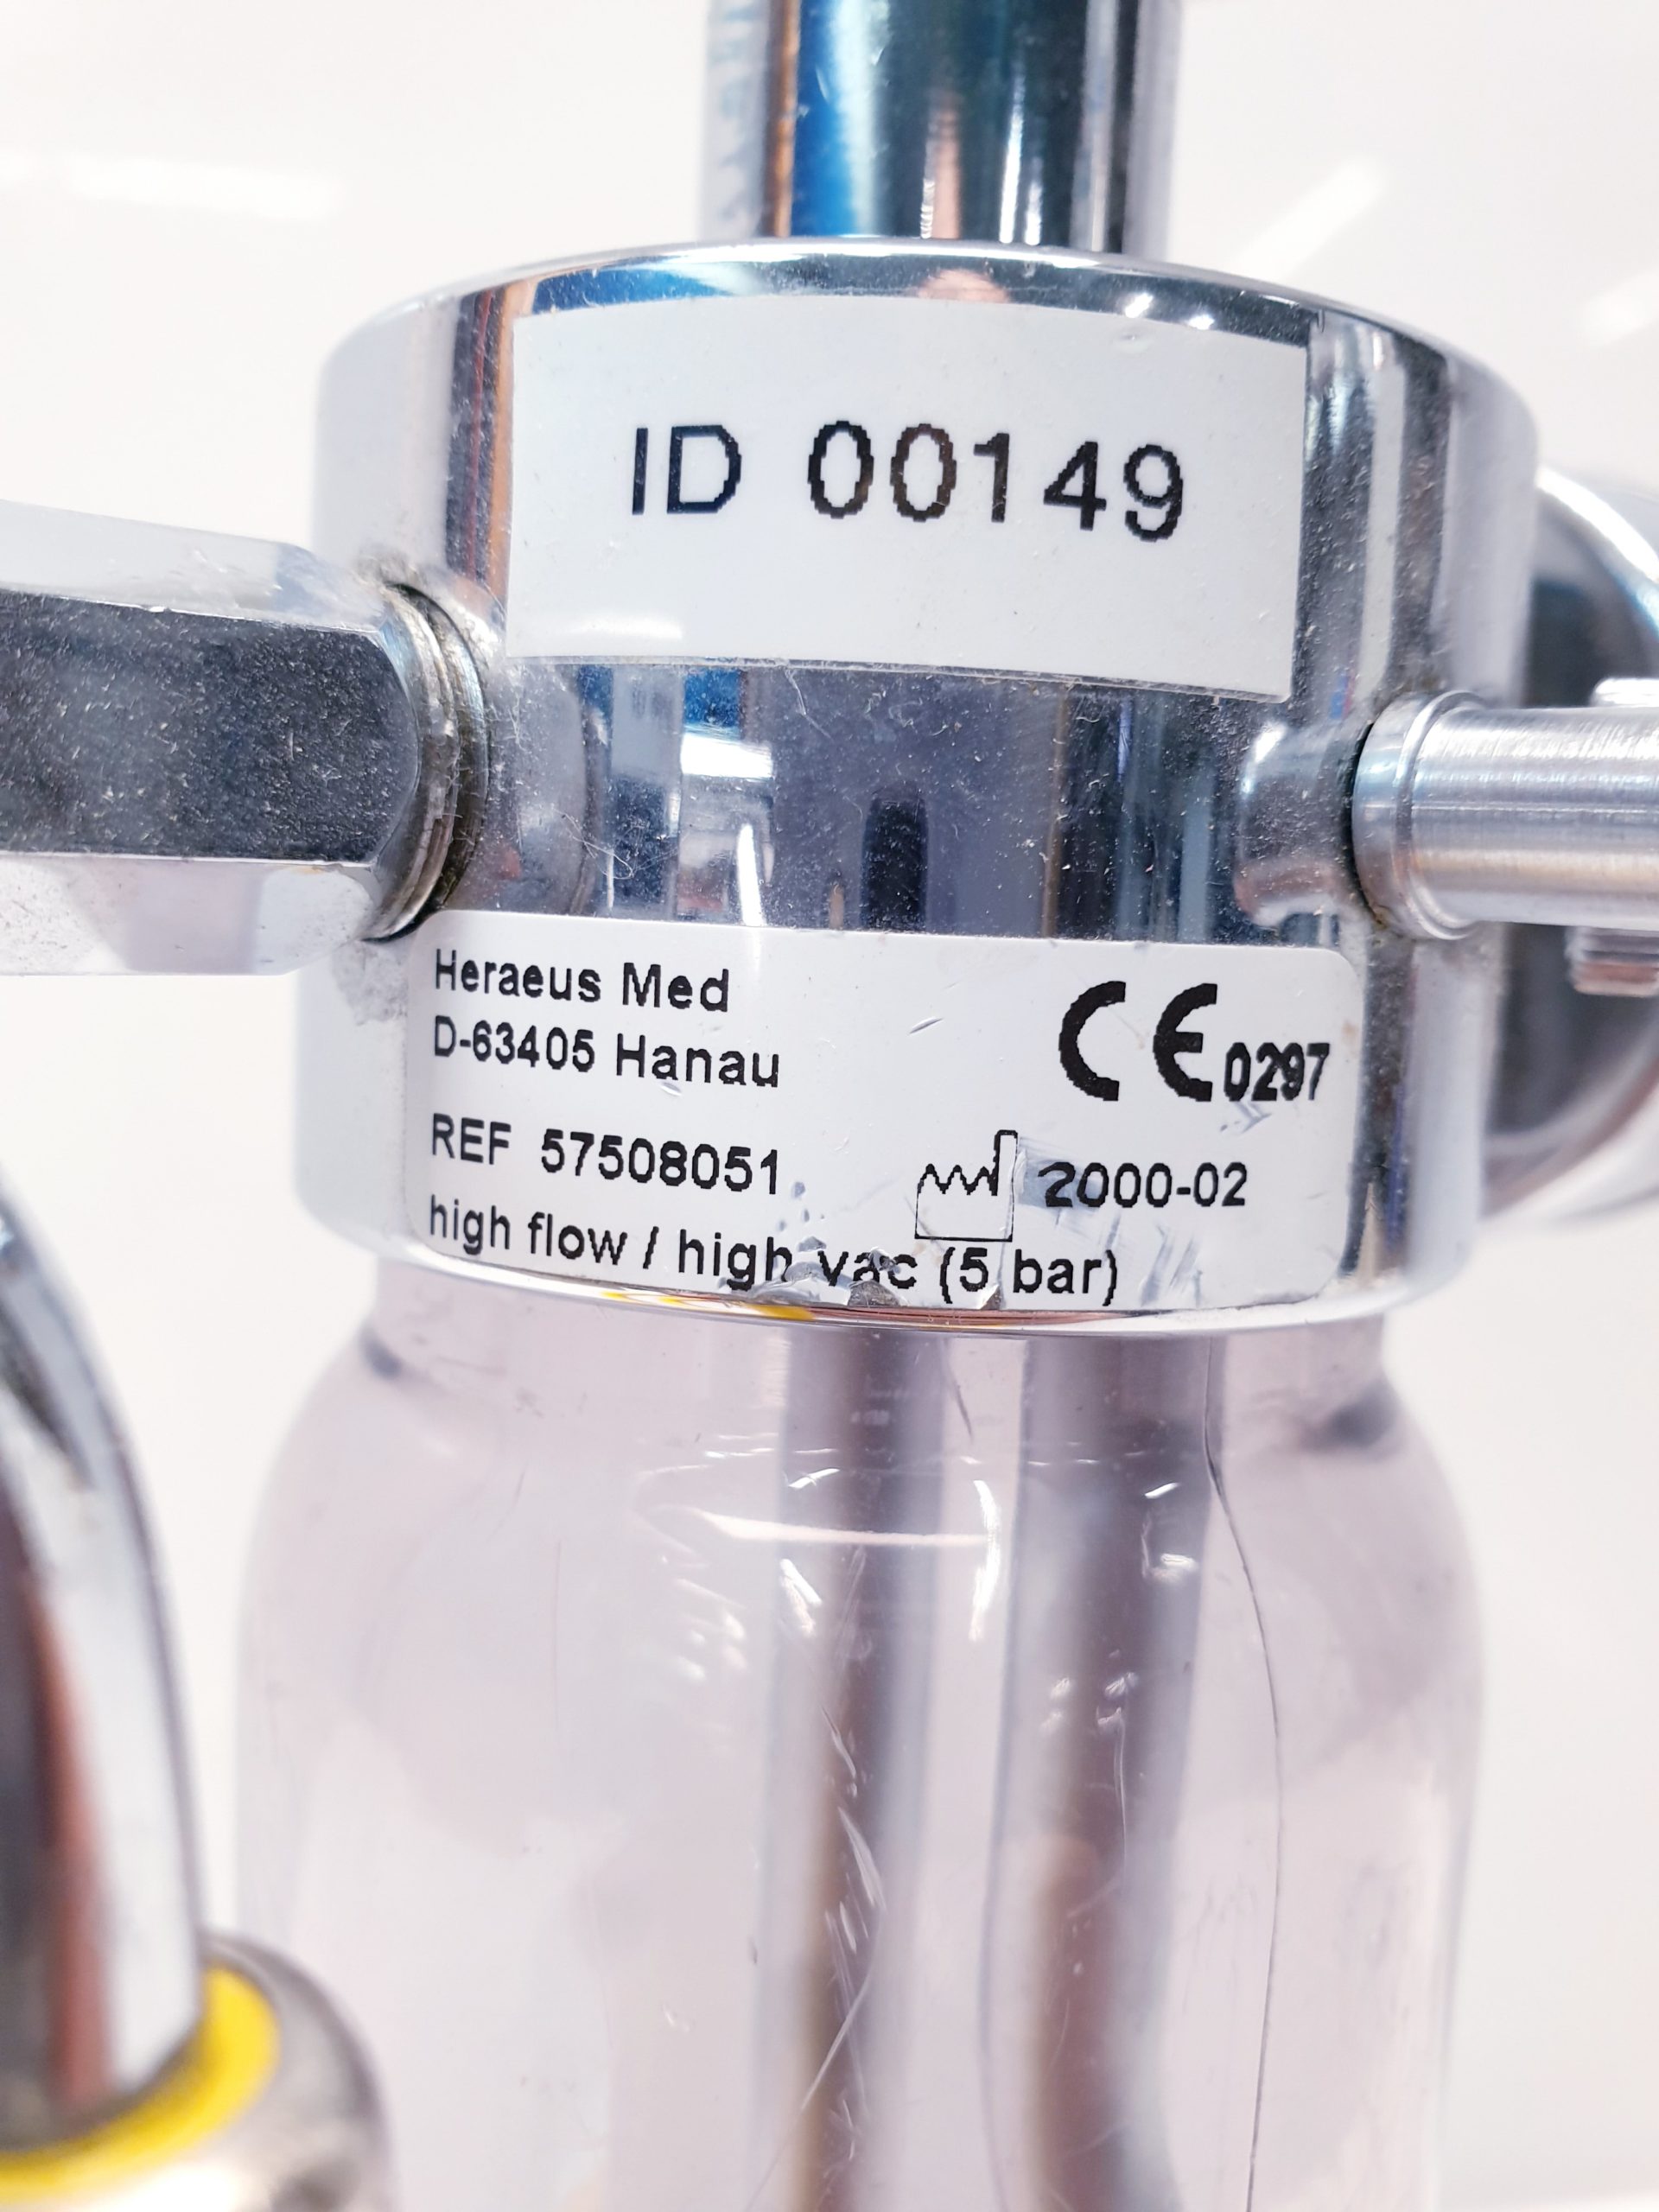 ID 00149
Heraeus Med
D-63405 Hanau
CE 0297
REF 57508051
2000-02
high flow / high vac (5 bar)